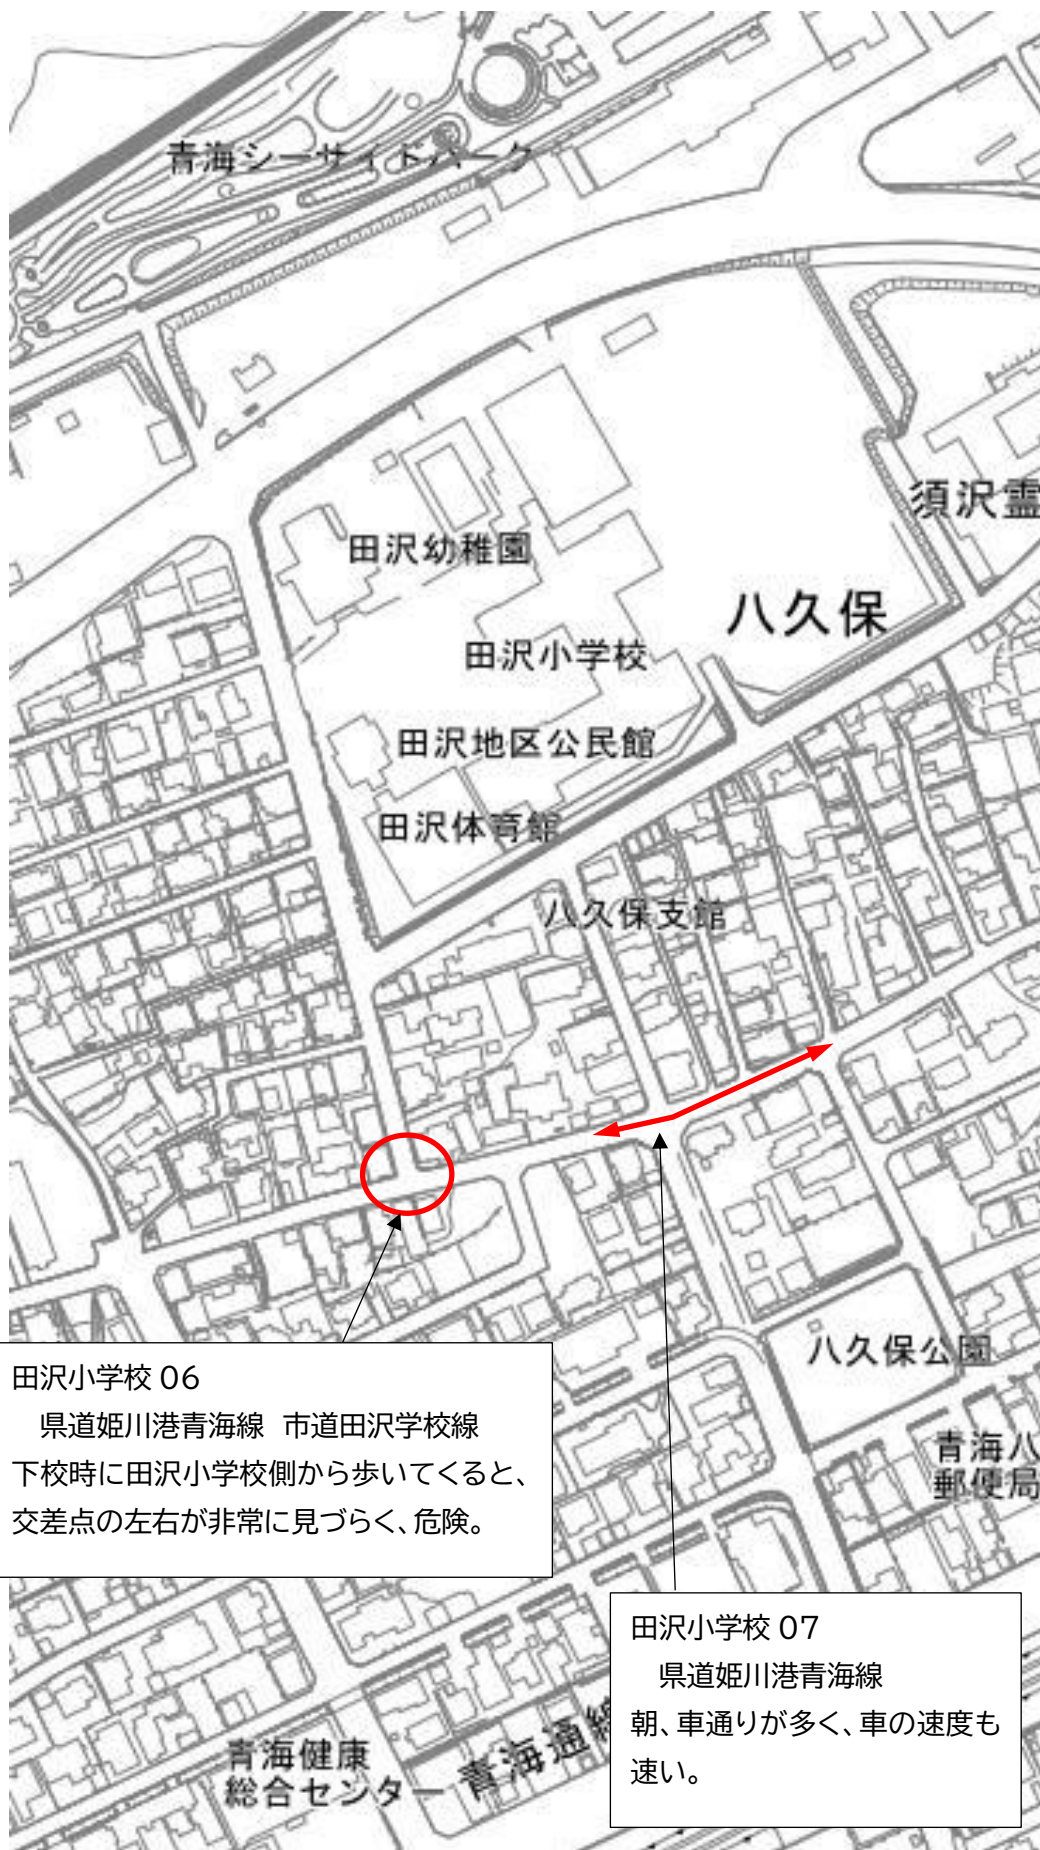 青海シーサイドパーク
須沢霊
田沢幼稚園
八久保
田沢小学校
田沢地区公民館
田沢体育館
八久保支館
八久保公園
田沢小学校 06
県道姫川港青海線 市道田沢学校線
下校時に田沢小学校側から歩いてくると、
交差点の左右が非常に見づらく、危険。
青海八
郵便局
田沢小学校 07
県道姫川港青海線
朝、車通りが多く、車の速度も
速い。
青海健康
総合センター
青海通線